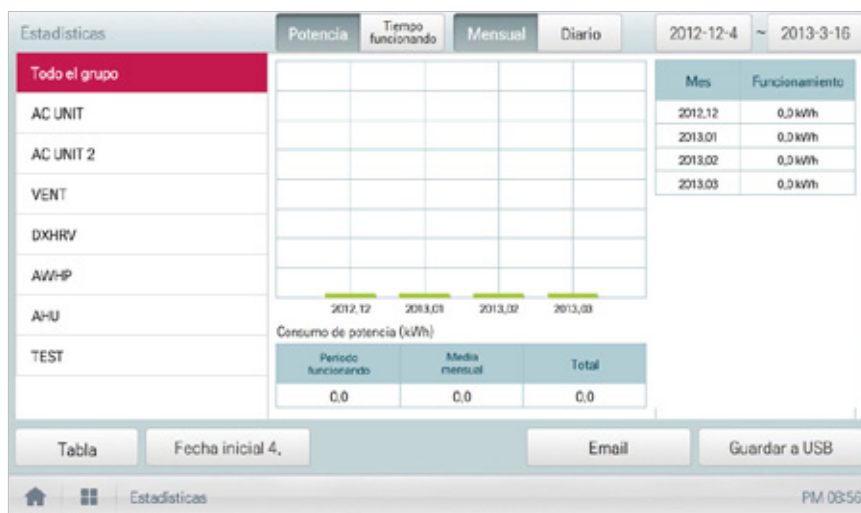 Estadísticas
Potencia
Tiempo
funcionando
Mensual
Diario
2012-12-4 ~ 2013-3-16
Todo el grupo
AC UNIT
AC UNIT 2
VENT
DXHRV
AWHP
AHU
TEST
2012,12 2013,01 2013,02 2013,03
Consumo de potencia (kWh)
Periodo
funcionando
Media
mensual
Total
0,0 0,0 0,0
Mes Funcionamiento
2012,12 0,0 kWh
2013,01 0,0 kWh
2013,02 0,0 kWh
2013,03 0,0 kWh
Tabla
Fecha inicial 4,
Email
Guardar a USB
Estadísticas
PM 08:56